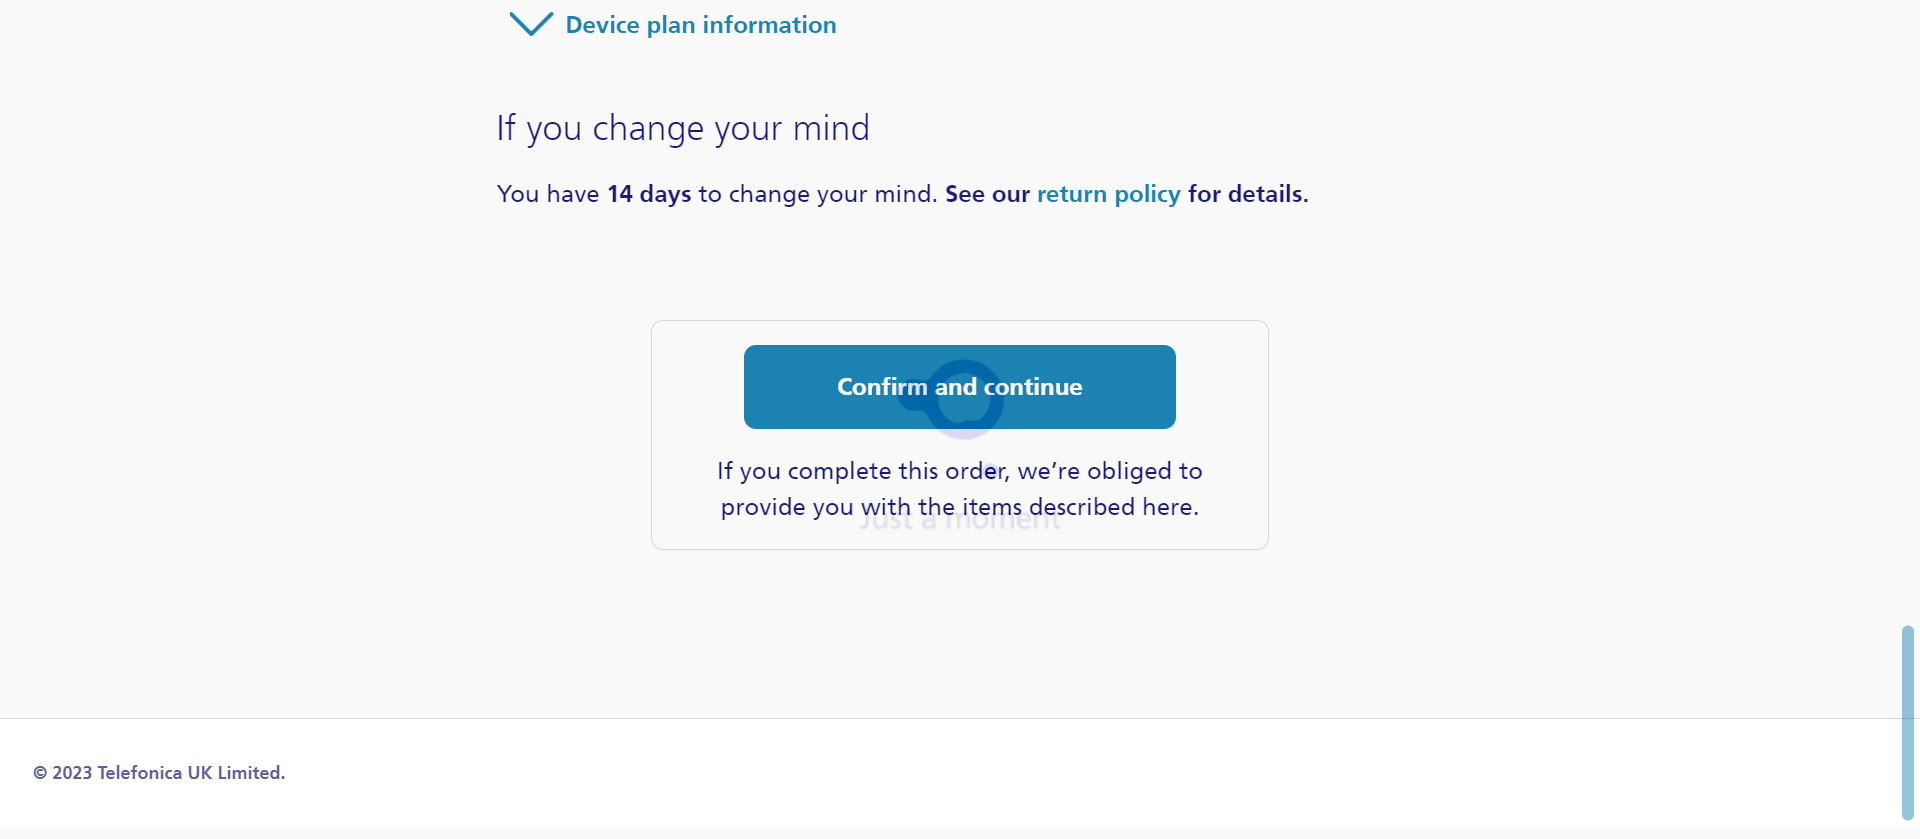 Device plan information
If you change your mind
You have 14 days to change your mind. See our return policy for details.
Confirm and continue
If you complete this order, we’re obliged to
provide you with the items described here.
Just a moment
© 2023 Telefonica UK Limited.